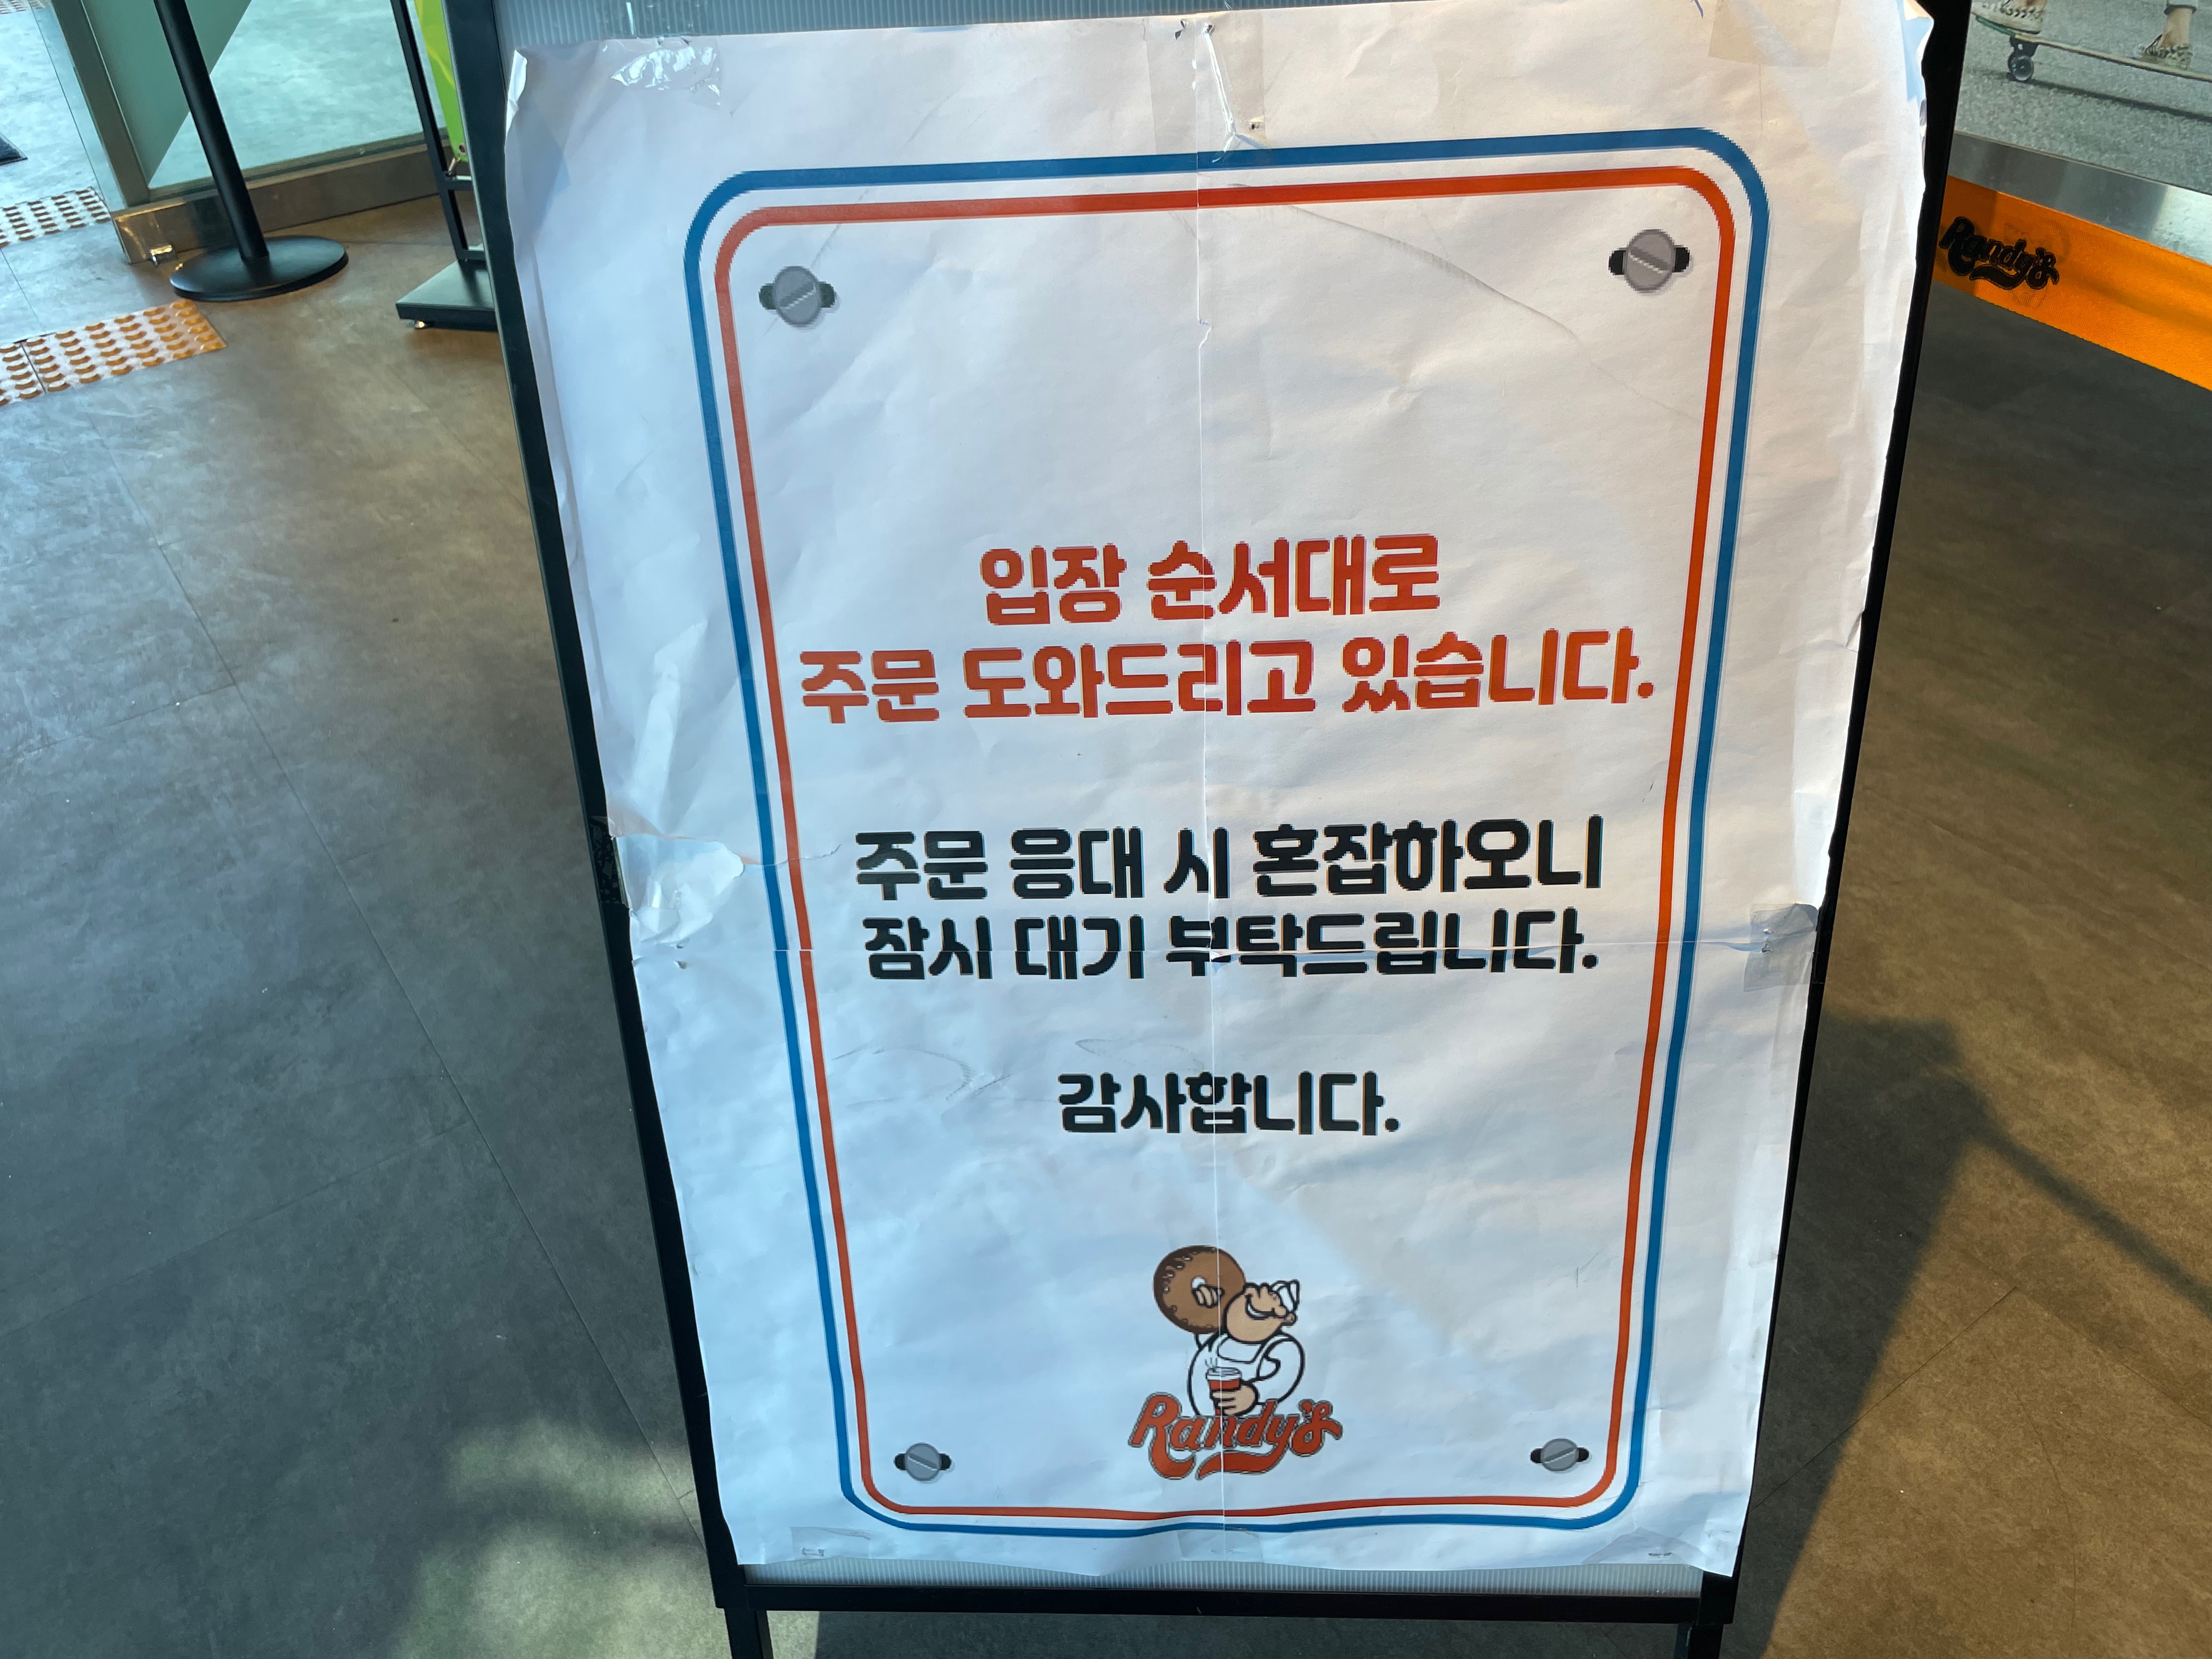 입장 순서대로
주문 도와드리고 있습니다.
주문 응대 시 혼잡하오니
잠시 대기 부탁드립니다.
감사합니다.
Randy's
Randy's